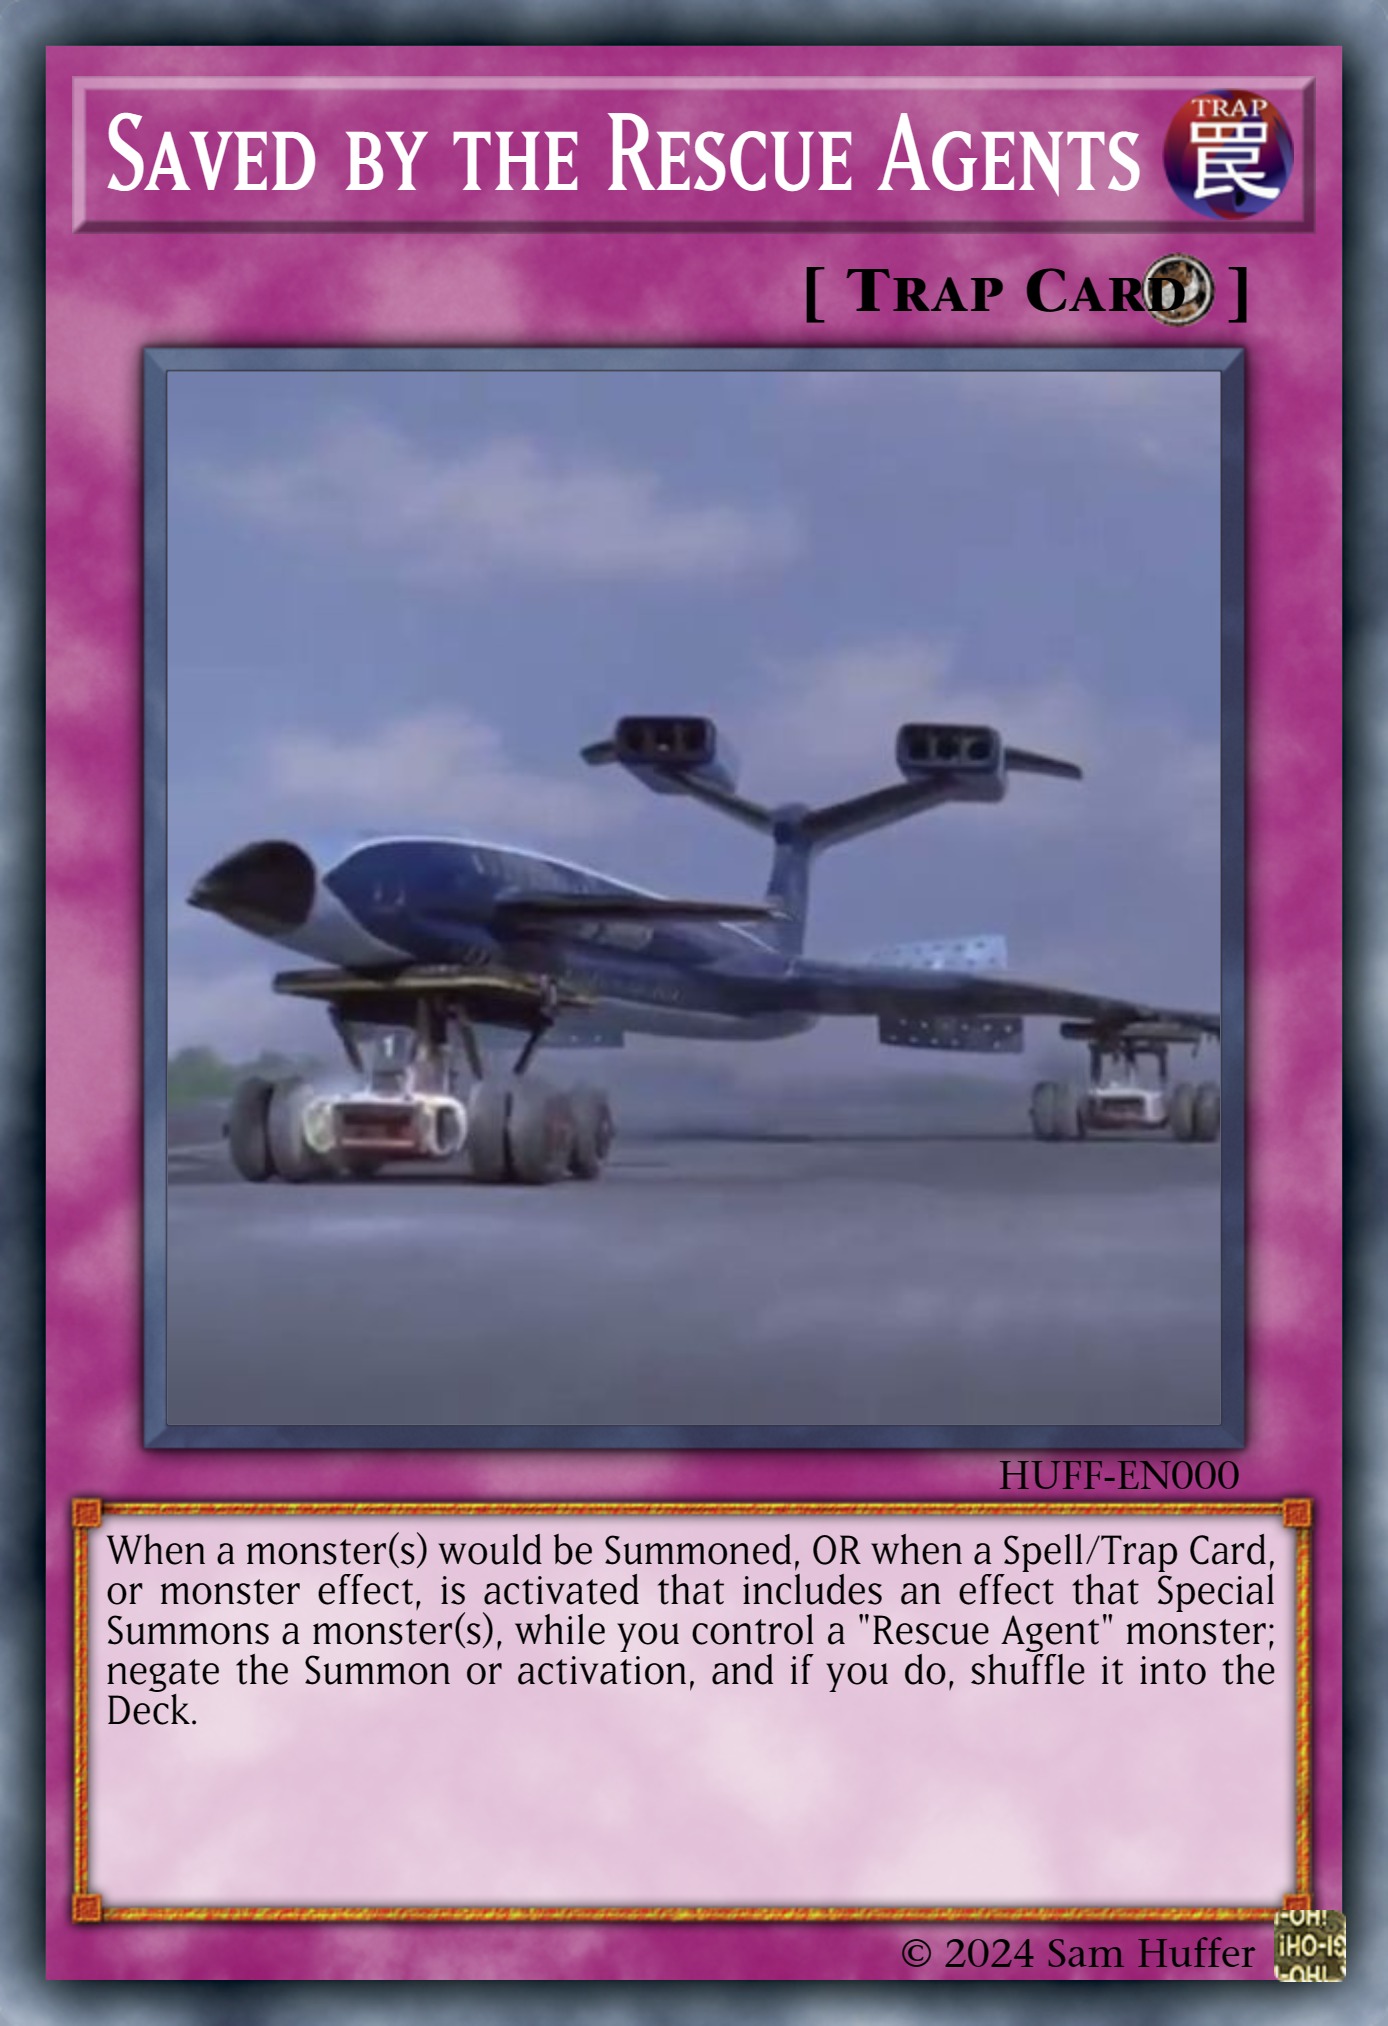 SAVED BY THE RESCUE AGENTS
TRAP
罠
[ TRAP CARD ]
1
HUFF-EN000
When a monster(s) would be Summoned, OR when a Spell/Trap Card,
or monster effect, is activated that includes an effect that Special
Summons a monster(s), while you control a "Rescue Agent" monster;
negate the Summon or activation, and if you do, shuffle it into the
Deck.
© 2024 Sam Huffer